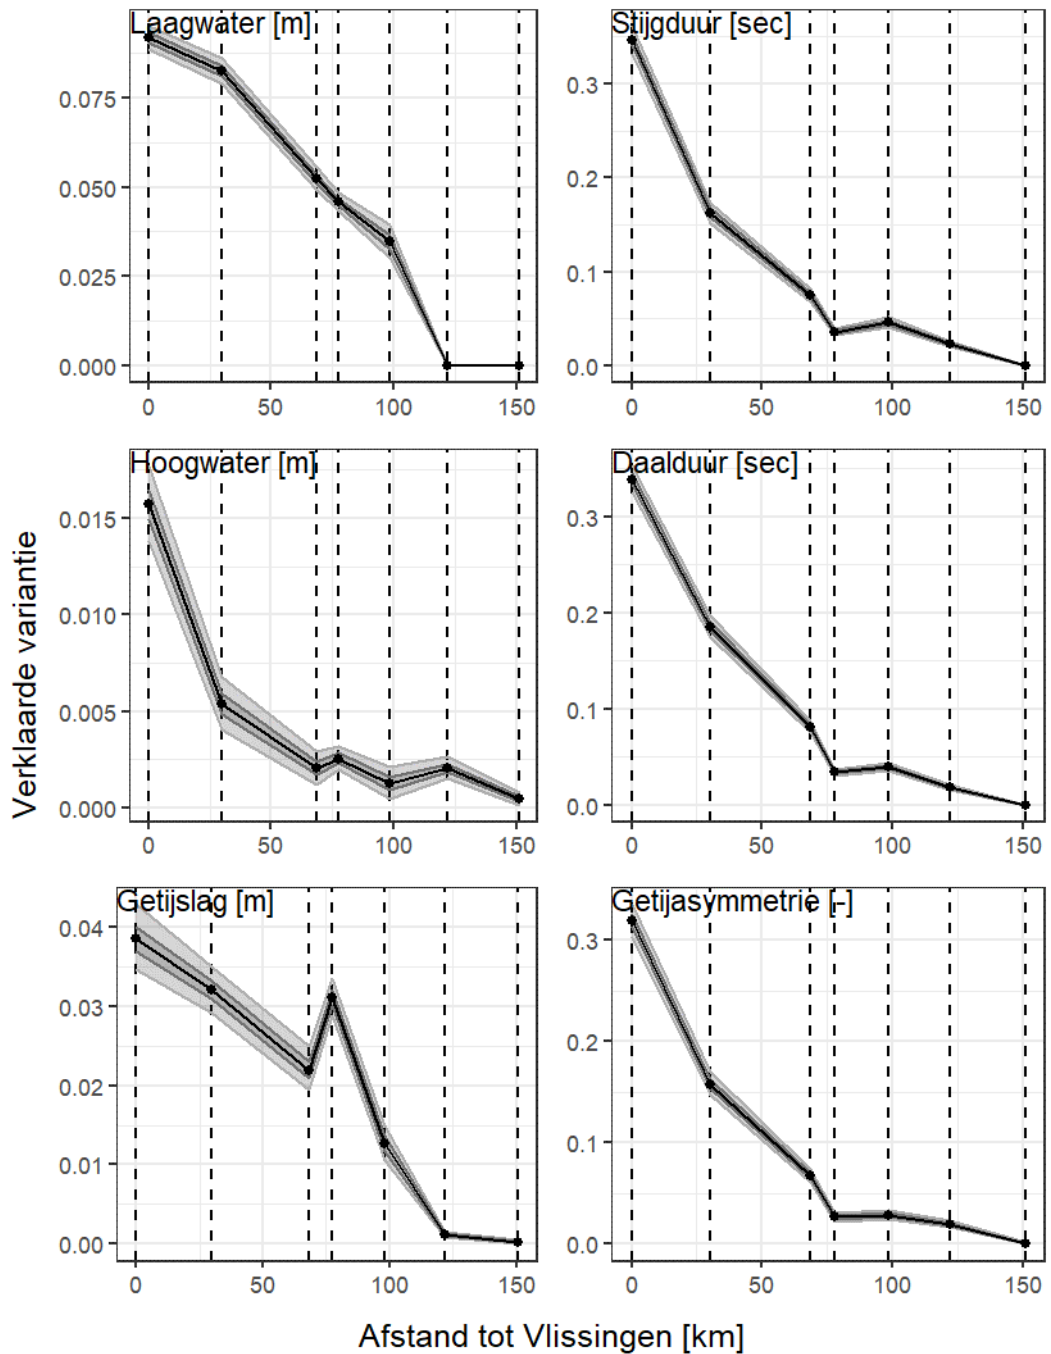 Laagwater [m]
0.075
0.050
0.025
0.000
0 50 100 150
Stijgduur [sec]
0.3
0.2
0.1
0.0
0 50 100 150
Hoogwater [m]
0.015
0.010
0.005
0.000
0 50 100 150
Daalduur [sec]
0.3
0.2
0.1
0.0
0 50 100 150
Getijslag [m]
0.04
0.03
0.02
0.01
0.00
0 50 100 150
Getijasymmetrie [-]
0.3
0.2
0.1
0.0
0 50 100 150
Verklaarde variantie
Afstand tot Vlissingen [km]